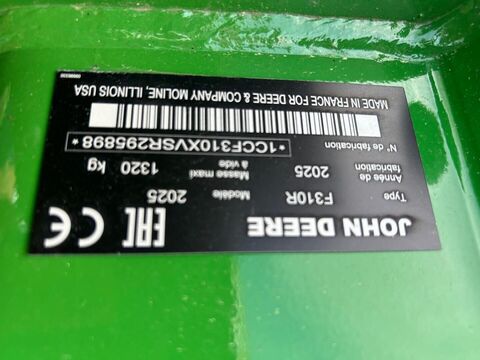 JOHN DEERE CE EAC
Type F310R Modèle 2025
Année de fabrication 2025 Masse maxi à vide 1320 kg
N° de fabrication *1CCF310XVSR295898*
MADE IN FRANCE FOR DEERE & COMPANY MOLINE, ILLINOIS USA